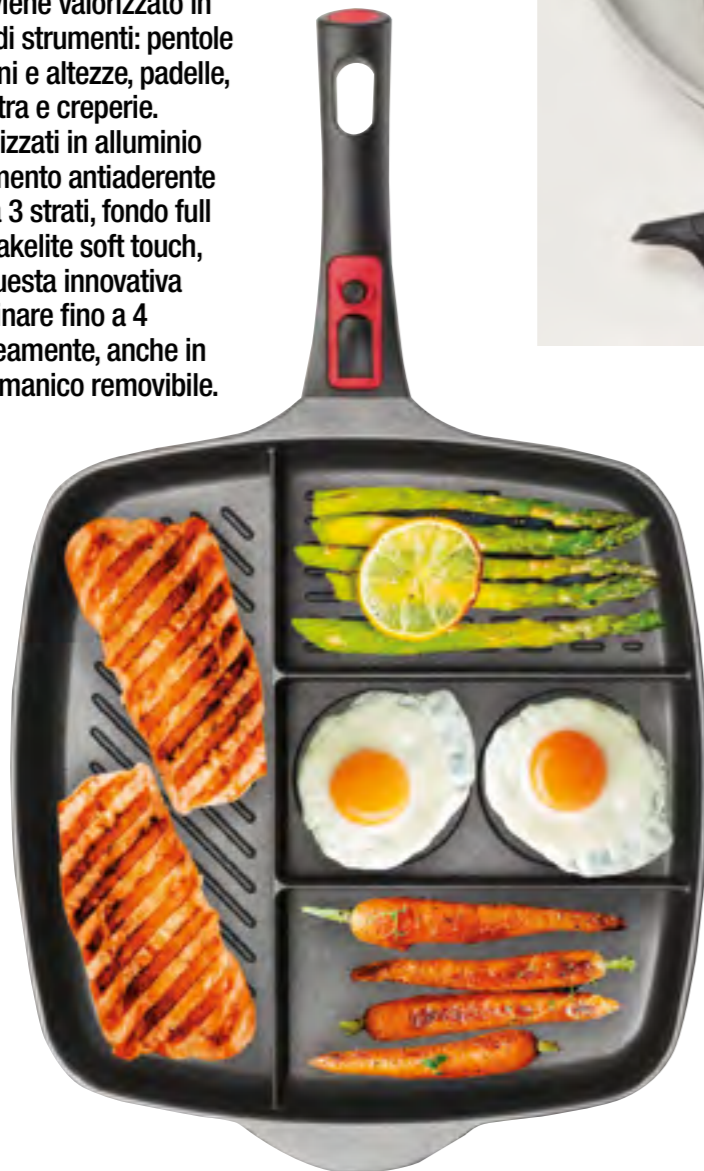 viene valorizzato in
di strumenti: pentole
ni e altezze, padelle,
tra e creperie.
izzati in alluminio
mento antiaderente
a 3 strati, fondo full
akelite soft touch,
uesta innovativa
inare fino a 4
eamente, anche in
manico removibile.